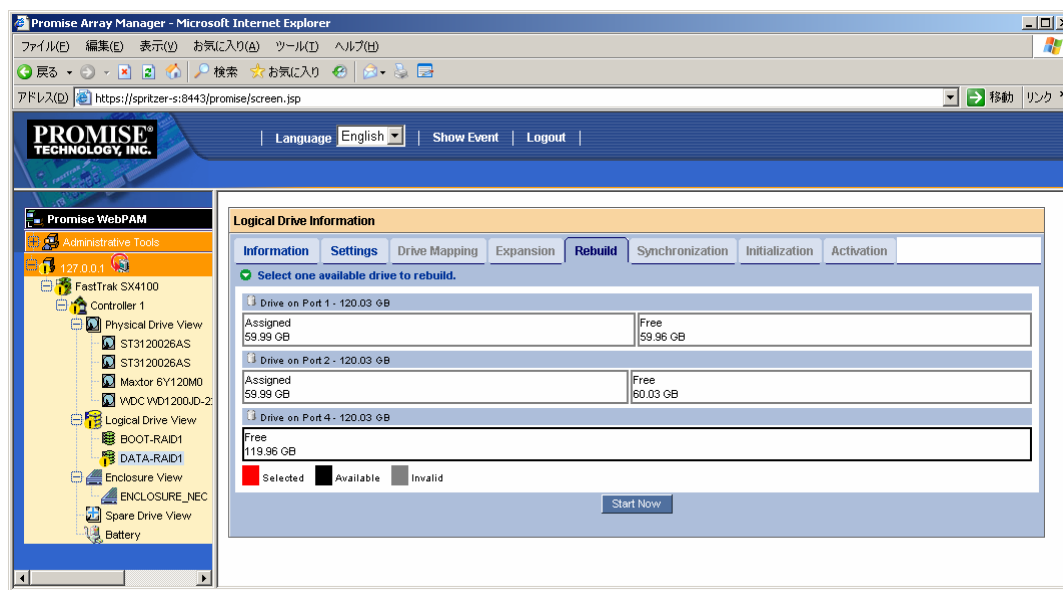 Promise Array Manager - Microsoft Internet Explorer
ファイル(F) 編集(E) 表示(V) お気に入り(A) ツール(T) ヘルプ(H)
戻る 検索 お気に入り
アドレス(D) https://spritzer-s:8443/promise/screen.jsp 移動 リンク
PROMISE®
TECHNOLOGY, INC.
| Language English | Show Event | Logout |
Promise WebPAM
Administrative Tools
127.0.0.1
FastTrak SX4100
Controller 1
Physical Drive View
ST3120026AS
ST3120026AS
Maxtor 6Y120M0
WDC WD1200JD-2
Logical Drive View
BOOT-RAID1
DATA-RAID1
Enclosure View
ENCLOSURE_NEC
Spare Drive View
Battery
Logical Drive Information
Information Settings Drive Mapping Expansion Rebuild Synchronization Initialization Activation
Select one available drive to rebuild.
Drive on Port 1 - 120.03 GB
Assigned Free
59.99 GB 59.96 GB
Drive on Port 2 - 120.03 GB
Assigned Free
59.99 GB 60.03 GB
Drive on Port 4 - 120.03 GB
Free
119.96 GB
Selected Available Invalid
Start Now